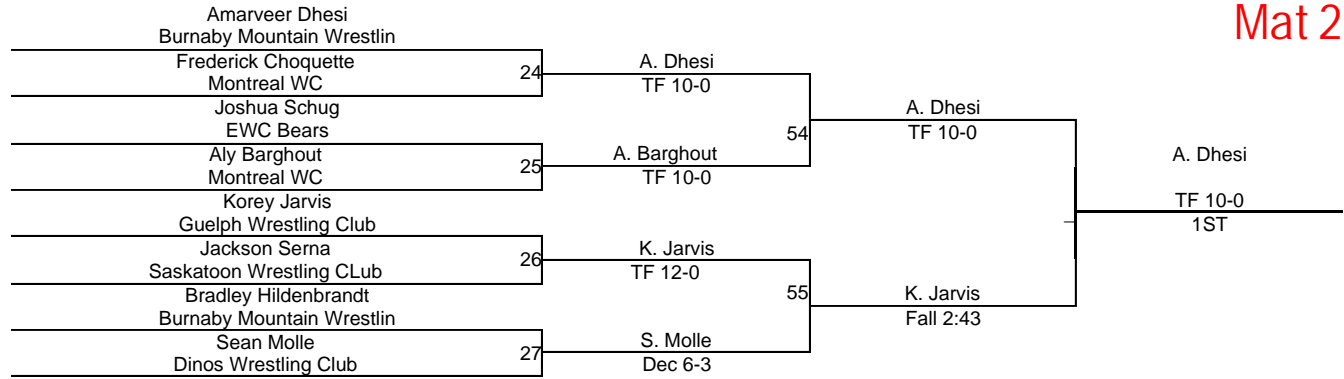 Mat 2
Amarveer Dhesi
Burnaby Mountain Wrestlin
Frederick Choquette
Montreal WC
24
A. Dhesi
TF 10-0
Joshua Schug
EWC Bears
Aly Barghout
Montreal WC
25
A. Barghout
TF 10-0
54
A. Dhesi
TF 10-0
Korey Jarvis
Guelph Wrestling Club
Jackson Serna
Saskatoon Wrestling CLub
26
K. Jarvis
TF 12-0
Bradley Hildenbrandt
Burnaby Mountain Wrestlin
Sean Molle
Dinos Wrestling Club
27
S. Molle
Dec 6-3
55
K. Jarvis
Fall 2:43
A. Dhesi
TF 10-0
1ST